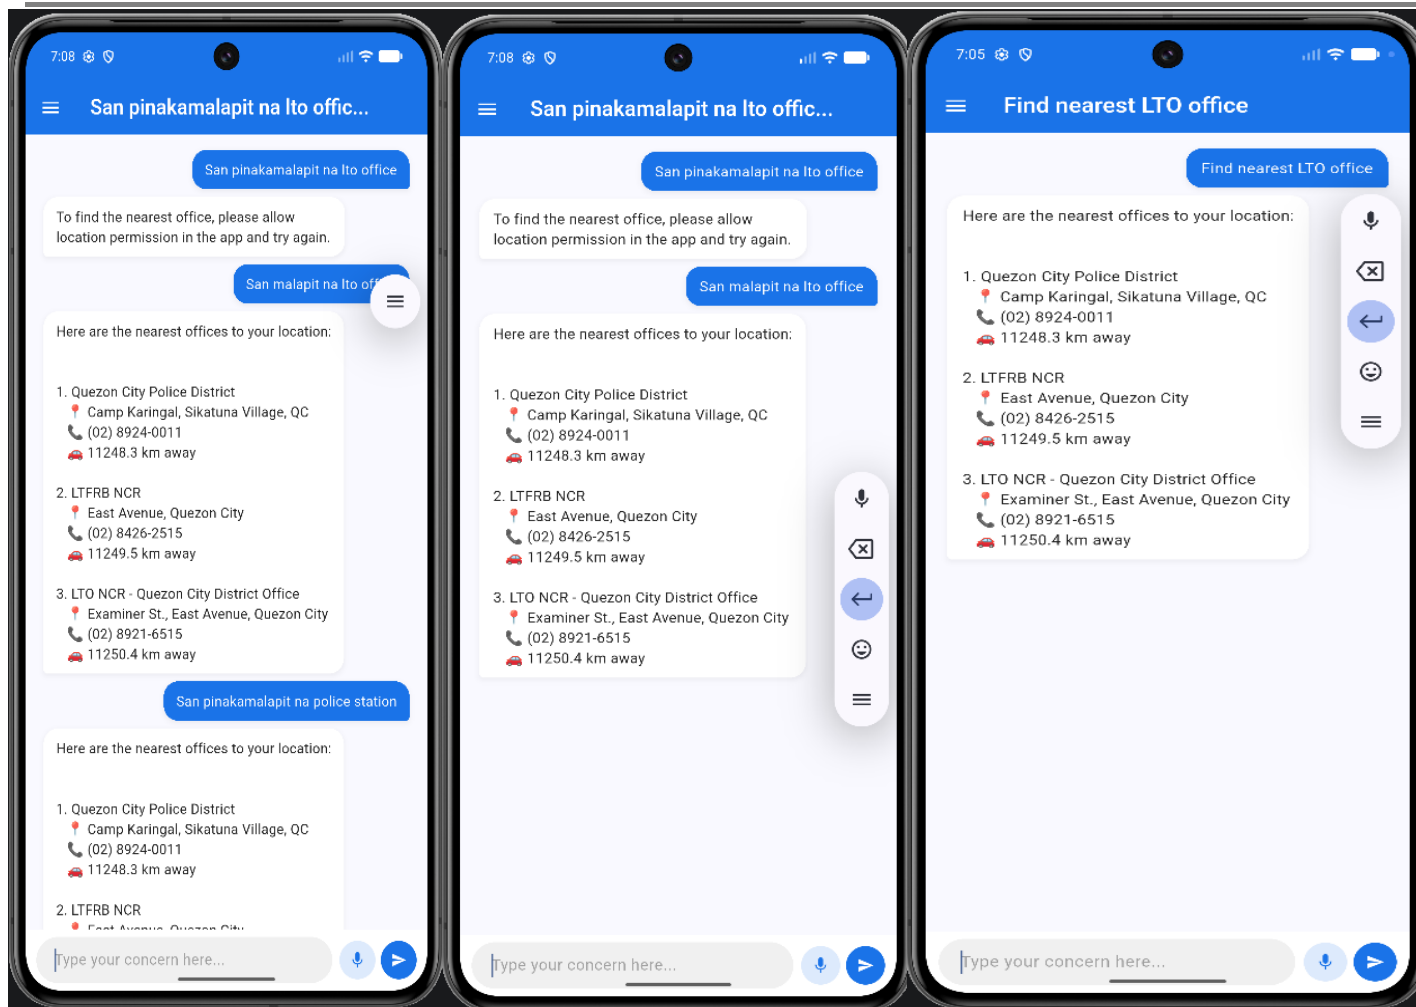 7:08
San pinakamalapit na lto offic...
San pinakamalapit na lto office
To find the nearest office, please allow
location permission in the app and try again.
San malapit na lto off
Here are the nearest offices to your location:
1. Quezon City Police District
📍 Camp Karingal, Sikatuna Village, QC
📞 (02) 8924-0011
🚗 11248.3 km away
2. LTFRB NCR
📍 East Avenue, Quezon City
📞 (02) 8426-2515
🚗 11249.5 km away
3. LTO NCR - Quezon City District Office
📍 Examiner St., East Avenue, Quezon City
📞 (02) 8921-6515
🚗 11250.4 km away
San pinakamalapit na police station
Here are the nearest offices to your location:
1. Quezon City Police District
📍 Camp Karingal, Sikatuna Village, QC
📞 (02) 8924-0011
🚗 11248.3 km away
2. LTFRB NCR
📍 East Avenue, Quezon City
Type your concern here...
7:08
San pinakamalapit na lto offic...
San pinakamalapit na lto office
To find the nearest office, please allow
location permission in the app and try again.
San malapit na lto office
Here are the nearest offices to your location:
1. Quezon City Police District
📍 Camp Karingal, Sikatuna Village, QC
📞 (02) 8924-0011
🚗 11248.3 km away
2. LTFRB NCR
📍 East Avenue, Quezon City
📞 (02) 8426-2515
🚗 11249.5 km away
3. LTO NCR - Quezon City District Office
📍 Examiner St., East Avenue, Quezon City
📞 (02) 8921-6515
🚗 11250.4 km away
Type your concern here...
7:05
Find nearest LTO office
Find nearest LTO office
Here are the nearest offices to your location:
1. Quezon City Police District
📍 Camp Karingal, Sikatuna Village, QC
📞 (02) 8924-0011
🚗 11248.3 km away
2. LTFRB NCR
📍 East Avenue, Quezon City
📞 (02) 8426-2515
🚗 11249.5 km away
3. LTO NCR - Quezon City District Office
📍 Examiner St., East Avenue, Quezon City
📞 (02) 8921-6515
🚗 11250.4 km away
Type your concern here...